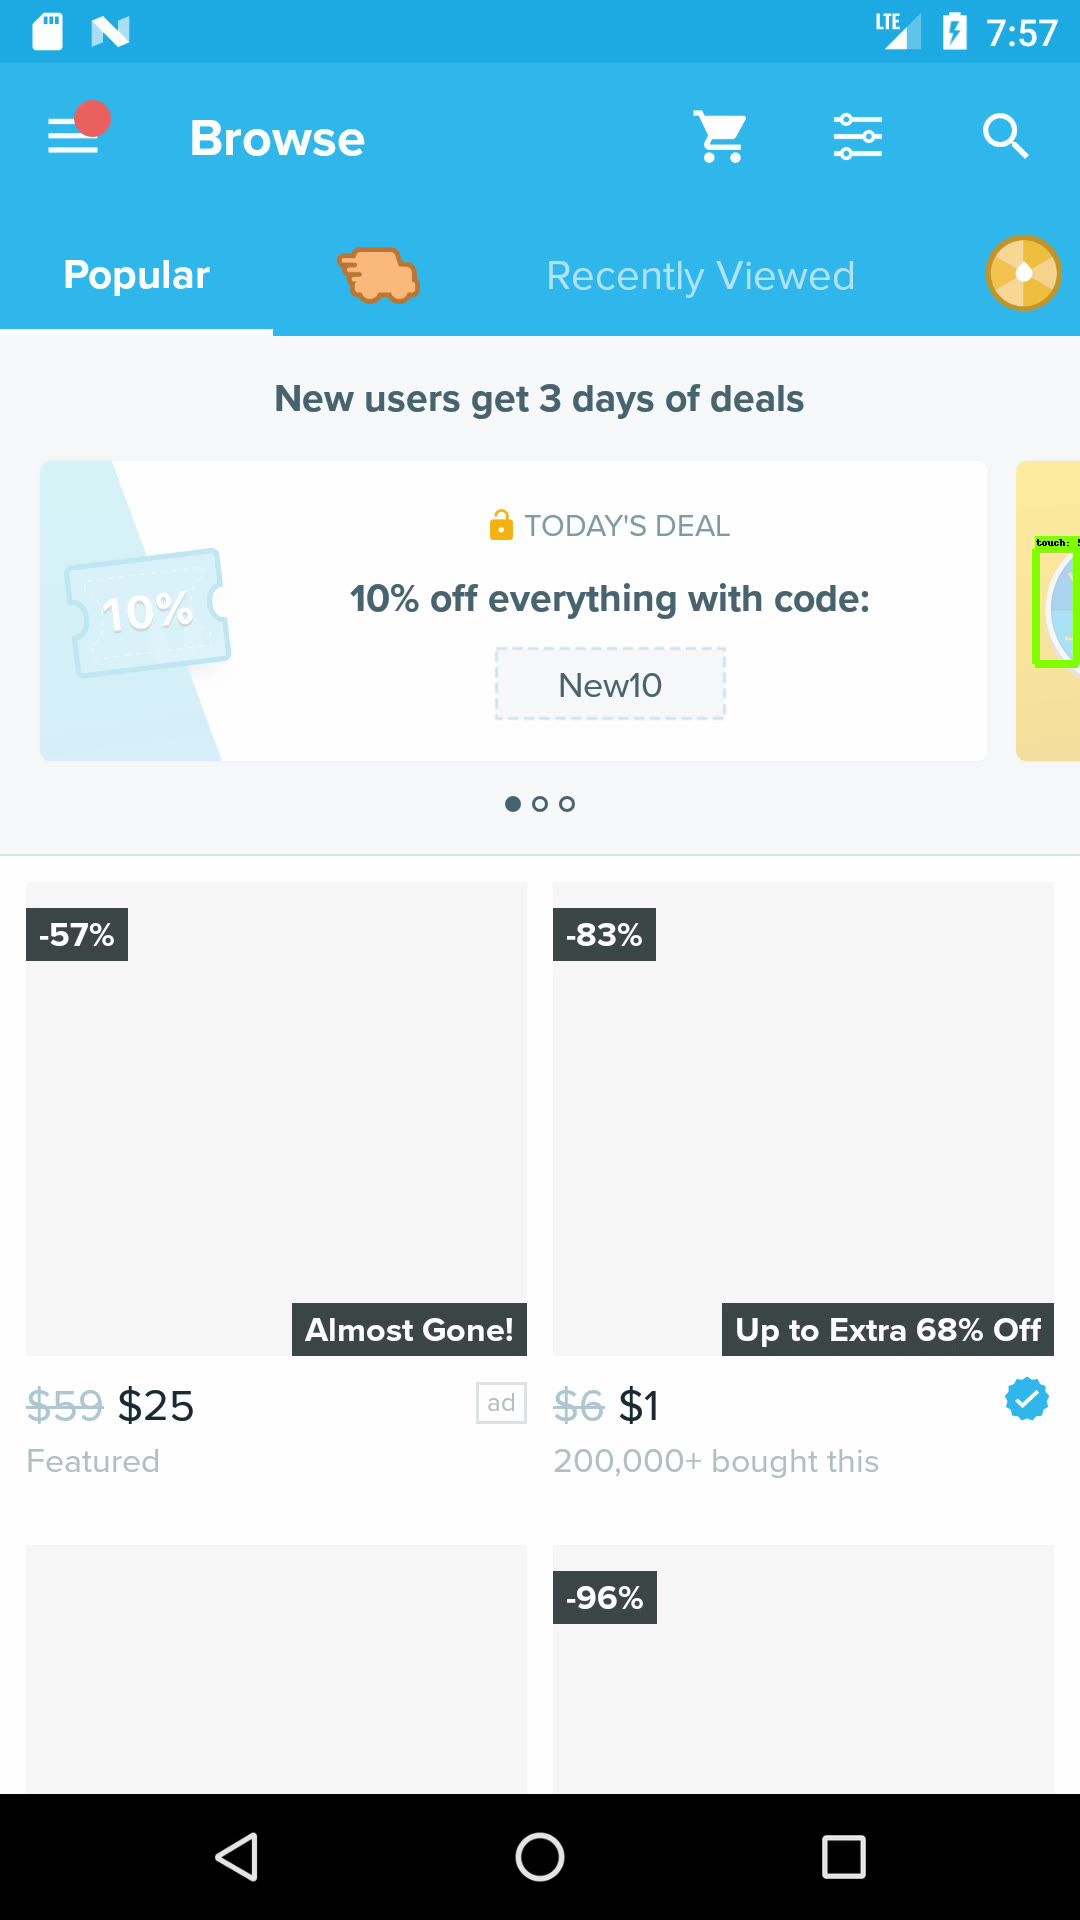 LTE 7:57
Browse
Popular
Recently Viewed
New users get 3 days of deals
TODAY'S DEAL
10%
10% off everything with code:
New10
touch:
-57%
-83%
Almost Gone!
Up to Extra 68% Off
$59 $25
ad
$6 $1
Featured
200,000+ bought this
-96%